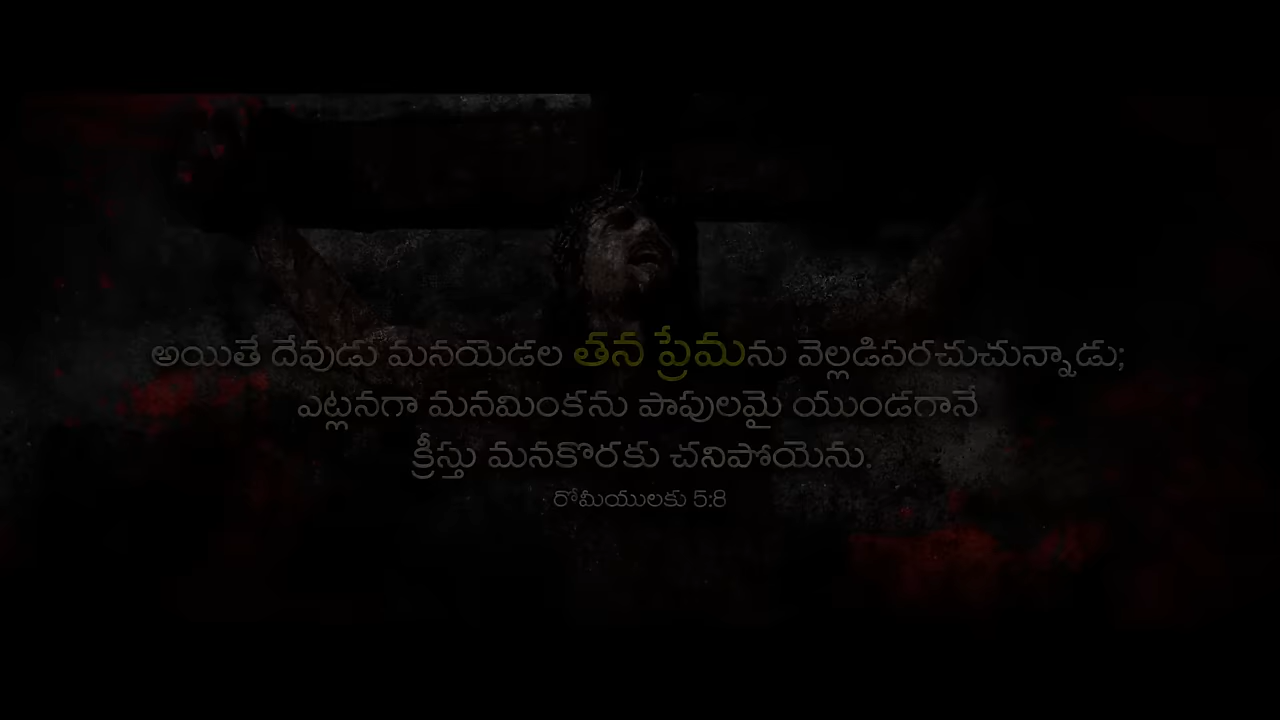 అయితే దేవుడు మనయెడల తన ప్రేమను వెల్లడిపరచుచున్నాడు;
ఎట్లనగా మనమింకను పాపులమై యుండగానే
క్రీస్తు మనకొరకు చనిపోయెను.
రోమీయులకు 5:8